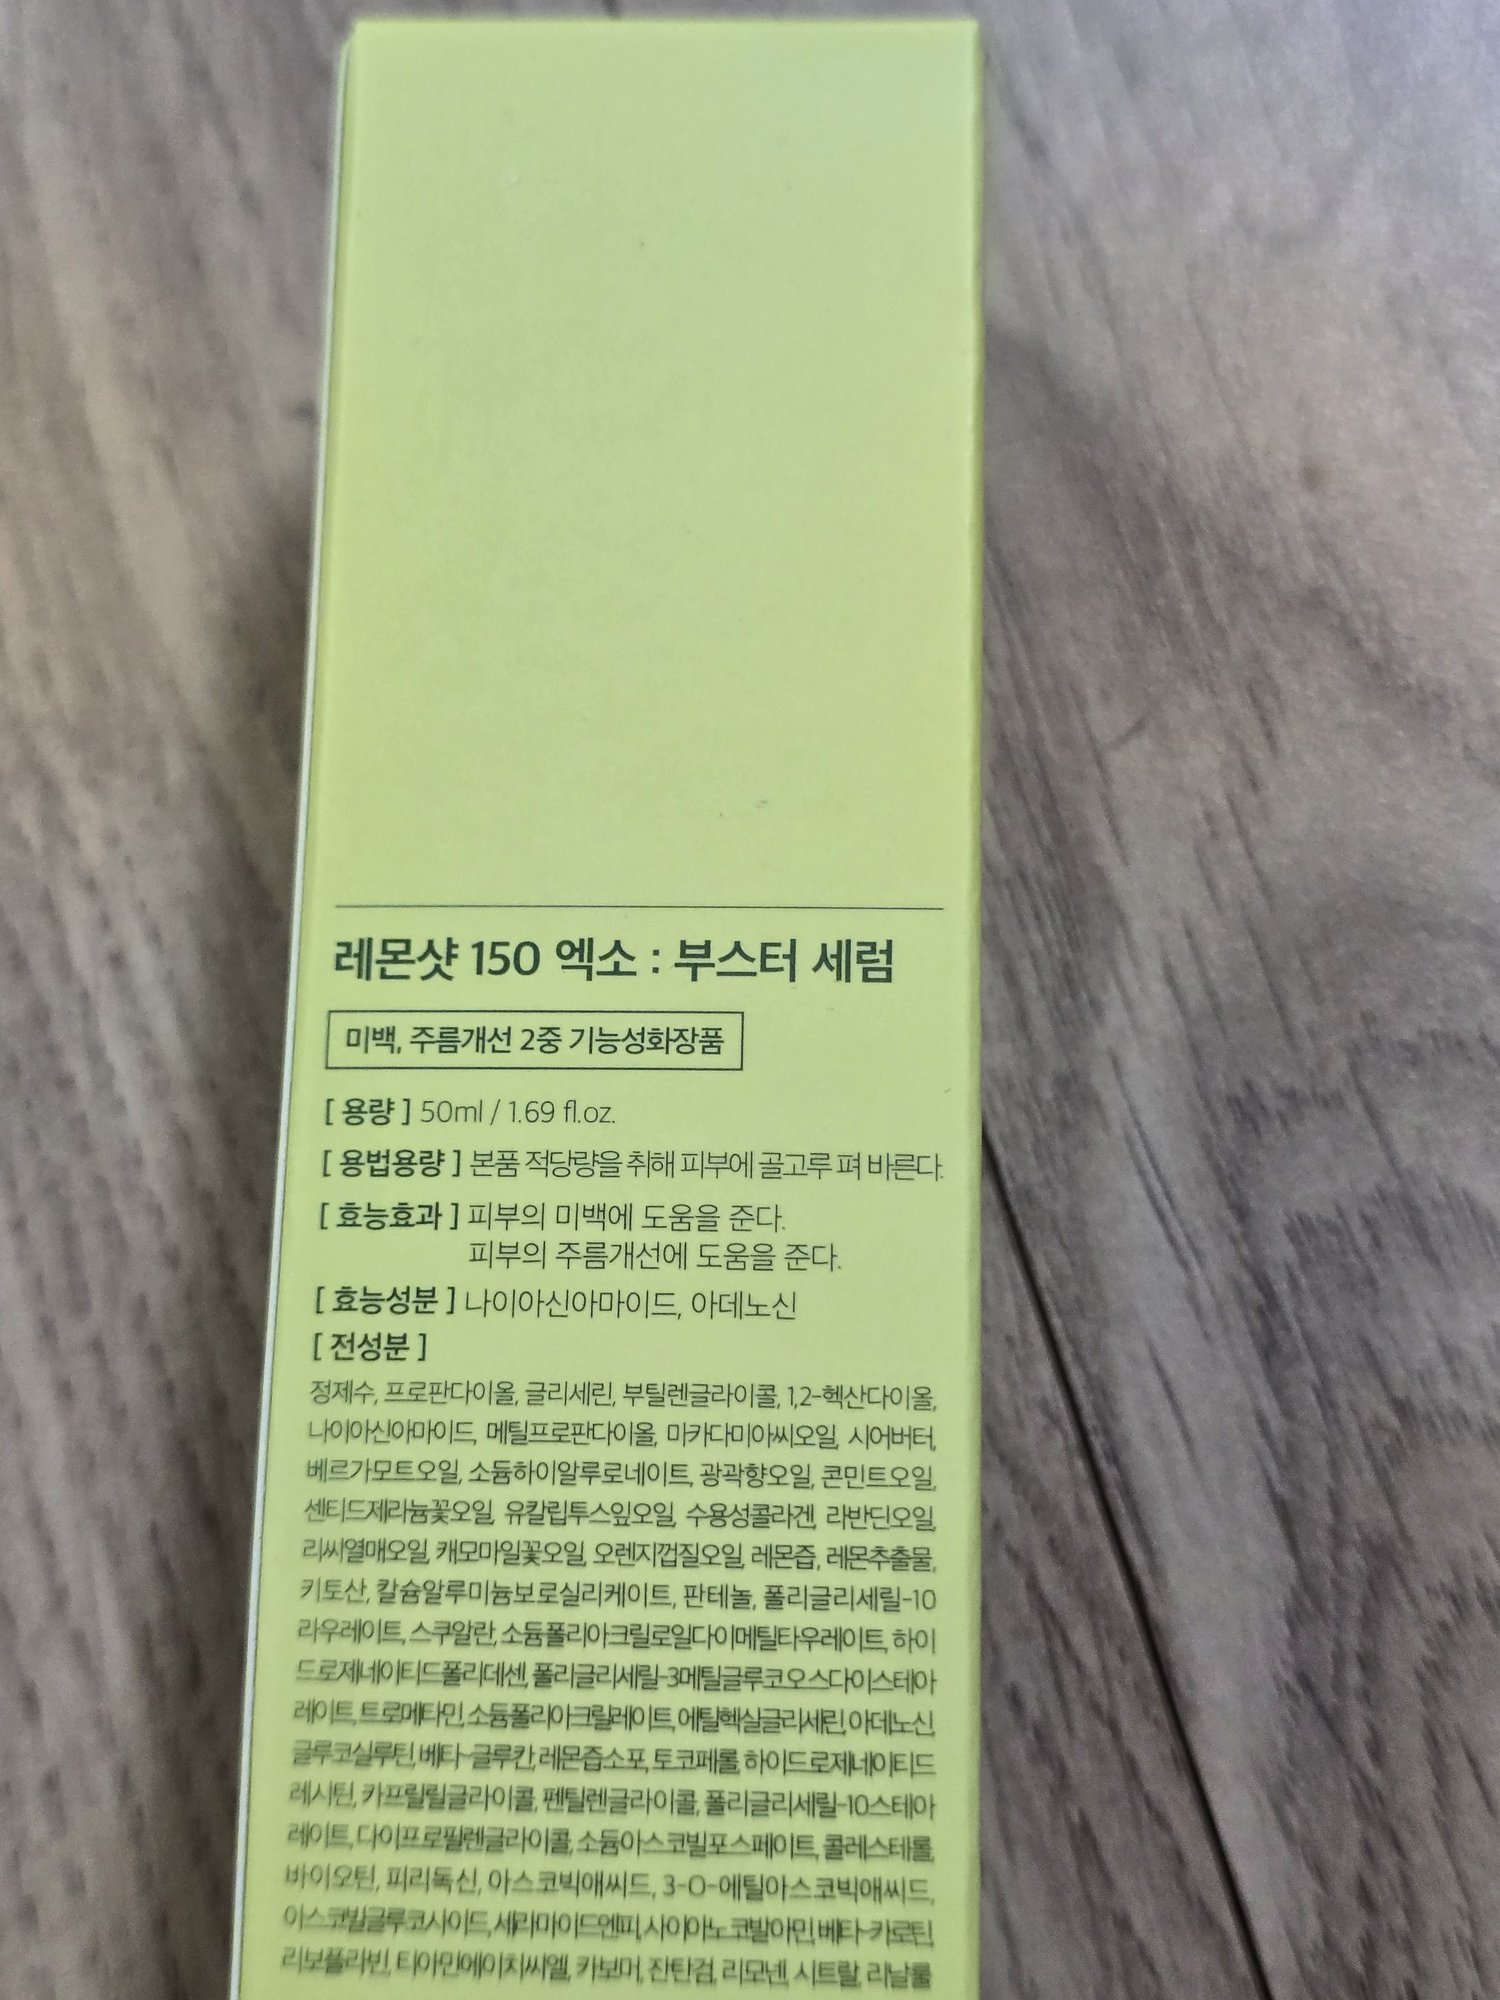 레몬샷 150 엑소 : 부스터 세럼
미백, 주름개선 2중 기능성화장품
[ 용량 ] 50ml / 1.69 fl.oz.
[ 용법용량 ] 본품 적당량을 취해 피부에 골고루 펴 바른다.
[ 효능효과 ] 피부의 미백에 도움을 준다.
피부의 주름개선에 도움을 준다.
[ 효능성분 ] 나이아신아마이드, 아데노신
[ 전성분 ]
정제수, 프로판다이올, 글리세린, 부틸렌글라이콜, 1,2-헥산다이올,
나이아신아마이드, 메틸프로판다이올, 마카다미아씨오일, 시어버터,
베르가모트오일, 소듐하이알루로네이트, 광곽향오일, 콘민트오일,
센티드제라늄꽃오일, 유칼립투스잎오일, 수용성콜라겐, 라반딘오일,
리씨열매오일, 캐모마일꽃오일, 오렌지껍질오일, 레몬즙, 레몬추출물,
키토산, 칼슘알루미늄보로실리케이트, 판테놀, 폴리글리세릴-10
라우레이트, 스쿠알란, 소듐폴리아크릴로일다이메틸타우레이트, 하이
드로제네이티드폴리데센, 폴리글리세릴-3메틸글루코오스다이스테아
레이트, 트로메타민, 소듐폴리아크릴레이트, 에틸헥실글리세린, 아데노신,
글루코실루틴, 베타-글루칸, 레몬즙소포, 토코페롤, 하이드로제네이티드
레시틴, 카프릴릴글라이콜, 펜틸렌글라이콜, 폴리글리세릴-10스테아
레이트, 다이프로필렌글라이콜, 소듐아스코빌포스페이트, 콜레스테롤,
바이오틴, 피리독신, 아스코빅애씨드, 3-O-에틸아스코빅애씨드,
아스코빌글루코사이드, 세라마이드엔피, 사이아노코발아민, 베타-카로틴,
리보플라빈, 티아민에이치씨엘, 카보머, 잔탄검, 리모넨, 시트랄, 리날룰